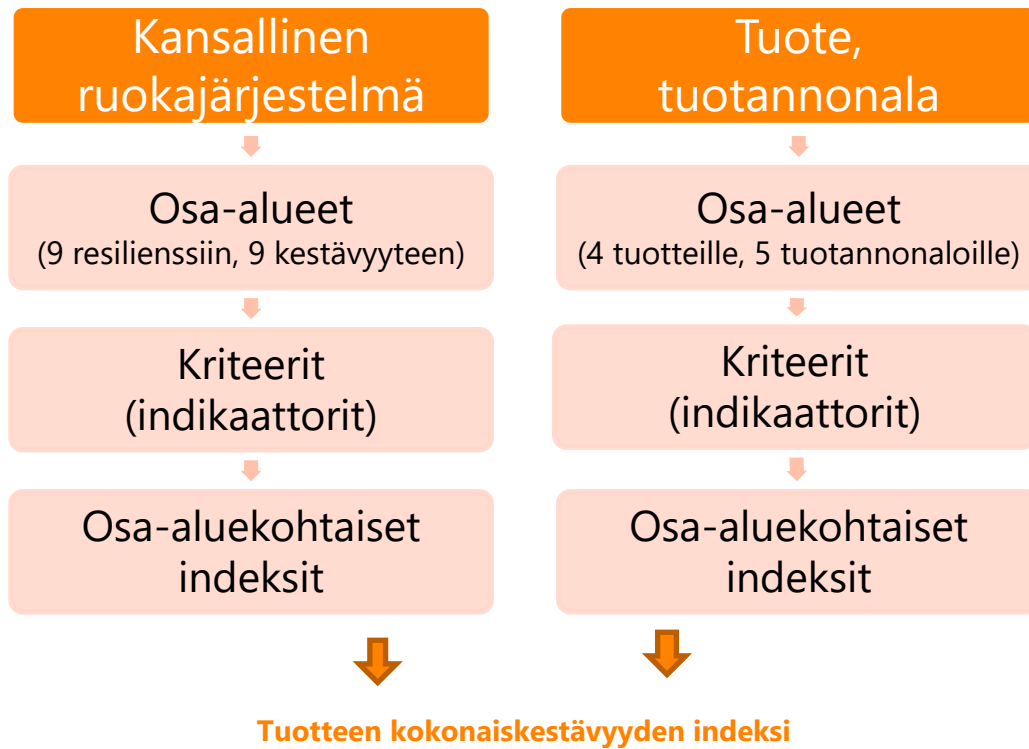 Kansallinen
ruokajärjestelmä
Osa-alueet
(9 resilienssiin, 9 kestävyyteen)
Kriteerit
(indikaattorit)
Osa-aluekohtaiset
indeksit
Tuote,
tuotannonala
Osa-alueet
(4 tuotteille, 5 tuotannonaloille)
Kriteerit
(indikaattorit)
Osa-aluekohtaiset
indeksit
Tuotteen kokonaiskestävyyden indeksi